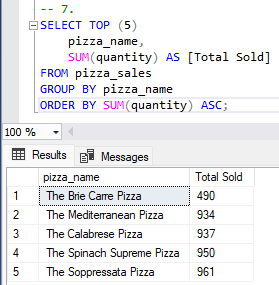 -- 7.
SELECT TOP (5)
pizza_name,
SUM(quantity) AS [Total Sold]
FROM pizza_sales
GROUP BY pizza_name
ORDER BY SUM(quantity) ASC;
100 %
Results Messages
pizza_name Total Sold
1 The Brie Carre Pizza 490
2 The Mediterranean Pizza 934
3 The Calabrese Pizza 937
4 The Spinach Supreme Pizza 950
5 The Soppressata Pizza 961